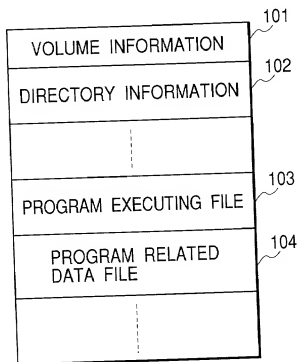 101
VOLUME INFORMATION
102
DIRECTORY INFORMATION
103
PROGRAM EXECUTING FILE
104
PROGRAM RELATED
DATA FILE